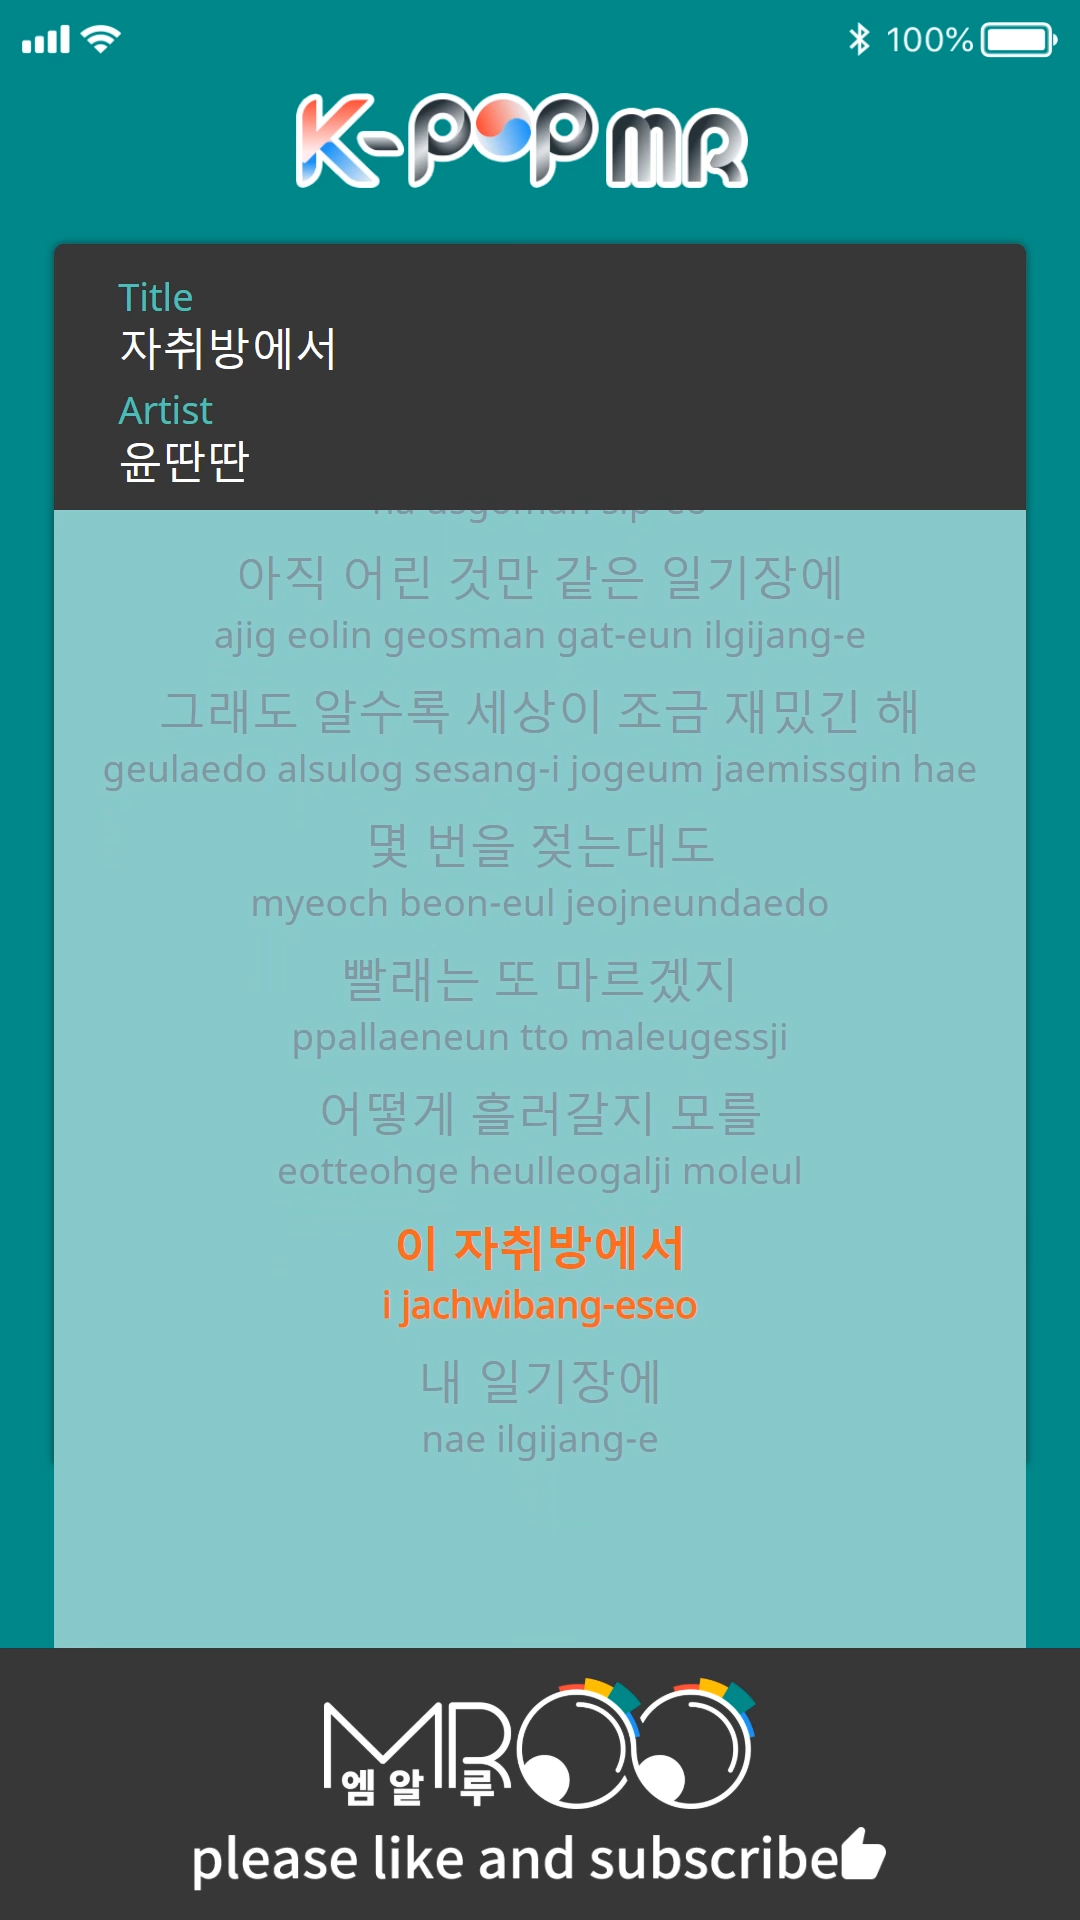 100%
K-POP MR
Title
자취방에서
Artist
윤딴딴
아직 어린 것만 같은 일기장에
ajig eolin geosman gat-eun ilgijang-e
그래도 알수록 세상이 조금 재밌긴 해
geulaedo alsulog sesang-i jogeum jaemissgin hae
몇 번을 젖는대도
myeoch beon-eul jeojneundaedo
빨래는 또 마르겠지
ppallaeneun tto maleugessji
어떻게 흘러갈지 모를
eotteohge heulleogalji moleul
이 자취방에서
i jachwibang-eseo
내 일기장에
nae ilgijang-e
MROO
엠알루
please like and subscribe